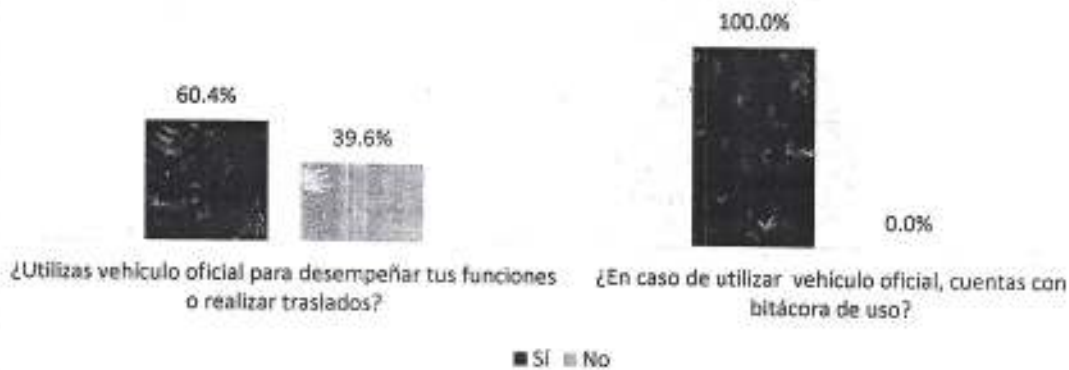 100.0%
60.4%
39.6%
0.0%
¿Utilizas vehículo oficial para desempeñar tus funciones
o realizar traslados?
¿En caso de utilizar vehículo oficial, cuentas con
bitácora de uso?
Sí No